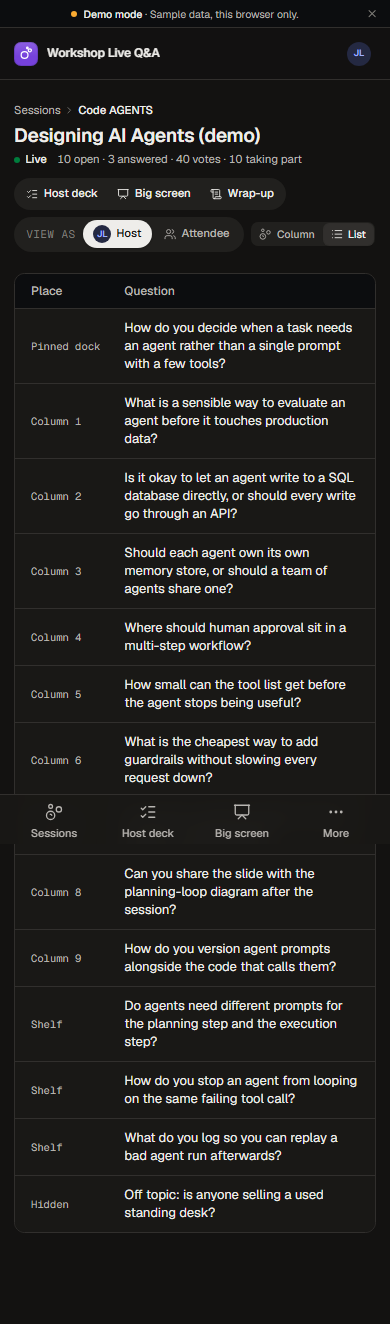 Demo mode · Sample data, this browser only.
Workshop Live Q&A
JL
Sessions > Code AGENTS
Designing AI Agents (demo)
Live 10 open · 3 answered · 40 votes · 10 taking part
Host deck Big screen Wrap-up
VIEW AS JL Host Attendee Column List
Place Question
Pinned dock
How do you decide when a task needs
an agent rather than a single prompt
with a few tools?
Column 1
What is a sensible way to evaluate an
agent before it touches production
data?
Column 2
Is it okay to let an agent write to a SQL
database directly, or should every write
go through an API?
Column 3
Should each agent own its own
memory store, or should a team of
agents share one?
Column 4
Where should human approval sit in a
multi-step workflow?
Column 5
How small can the tool list get before
the agent stops being useful?
Column 6
What is the cheapest way to add
guardrails without slowing every
request down?
Sessions Host deck Big screen More
Column 8
Can you share the slide with the
planning-loop diagram after the
session?
Column 9
How do you version agent prompts
alongside the code that calls them?
Shelf
Do agents need different prompts for
the planning step and the execution
step?
Shelf
How do you stop an agent from looping
on the same failing tool call?
Shelf
What do you log so you can replay a
bad agent run afterwards?
Hidden
Off topic: is anyone selling a used
standing desk?